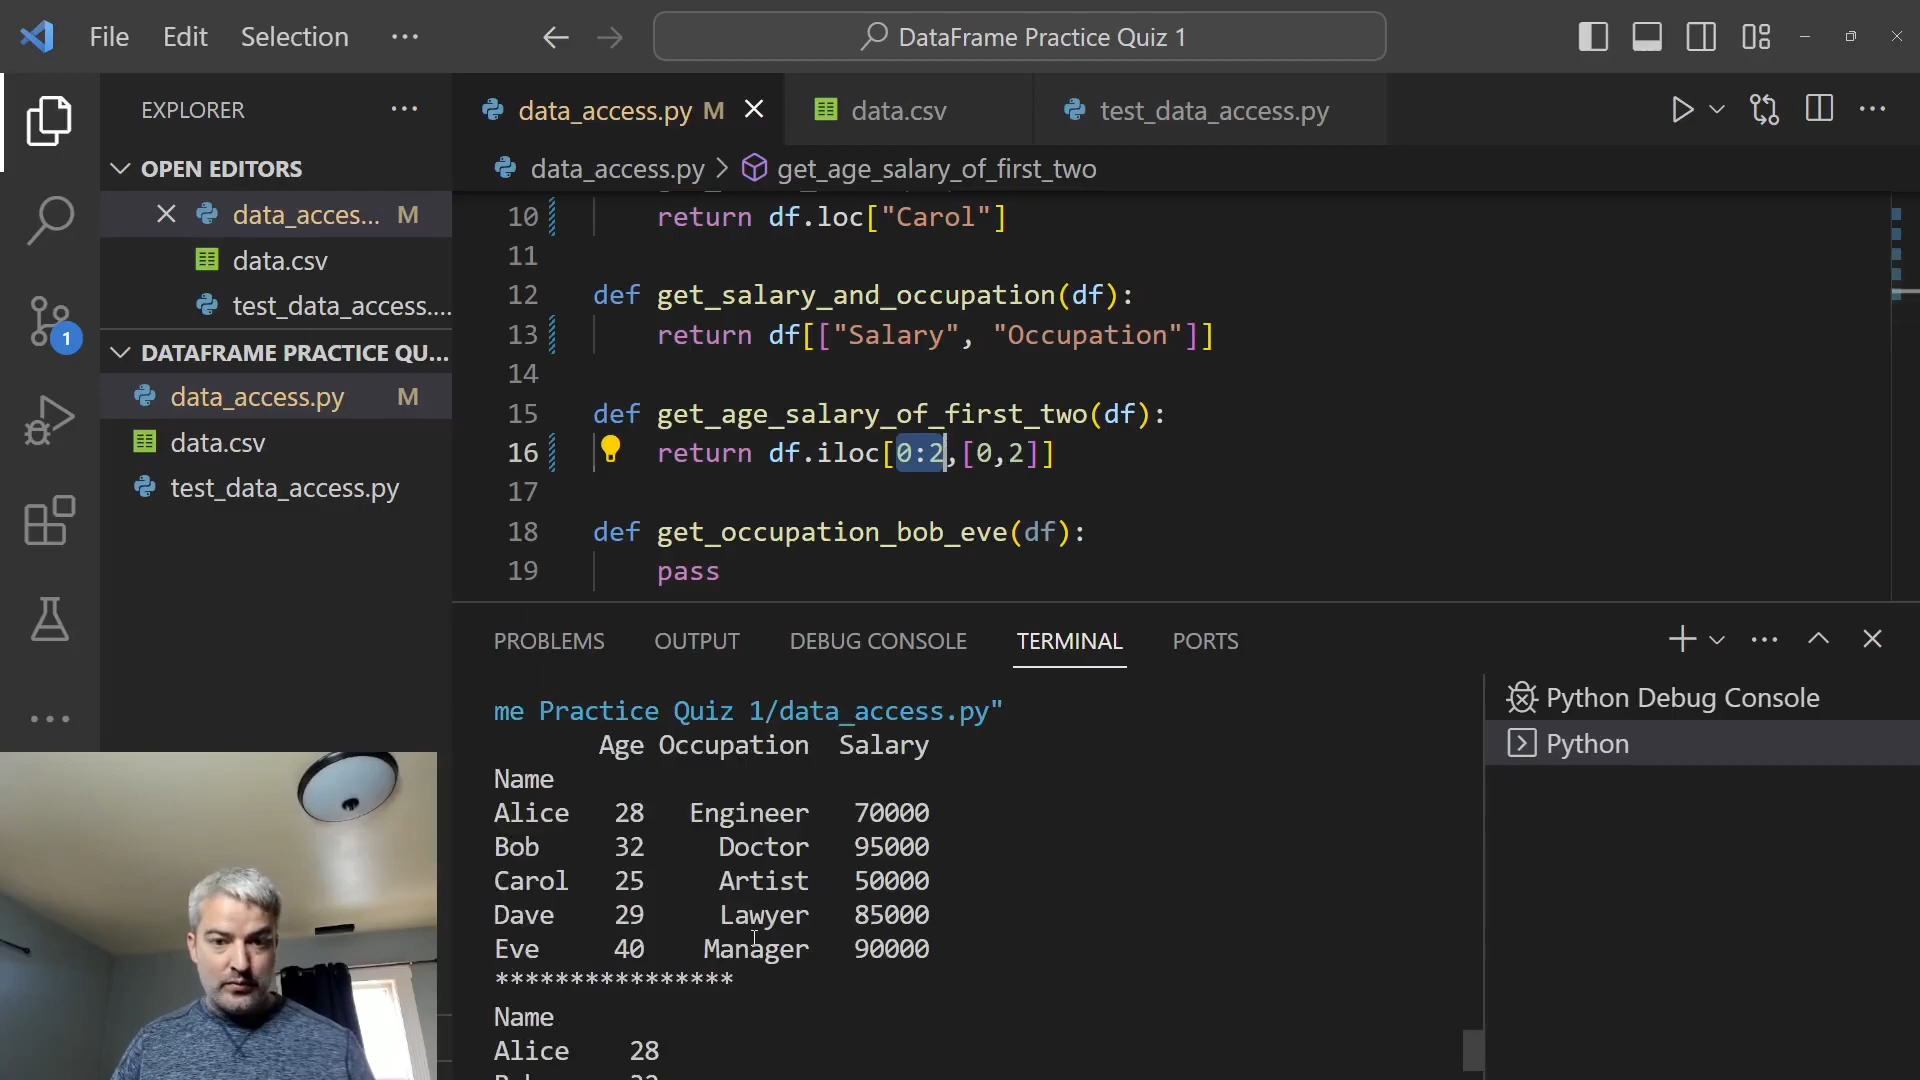 File Edit Selection ···
DataFrame Practice Quiz 1
EXPLORER ···
OPEN EDITORS
data_acces... M
data.csv
test_data_access....
DATAFRAME PRACTICE QU...
data_access.py M
data.csv
test_data_access.py
1
data_access.py M
data.csv
test_data_access.py
data_access.py > get_age_salary_of_first_two
10 return df.loc["Carol"]
11
12 def get_salary_and_occupation(df):
13 return df[["Salary", "Occupation"]]
14
15 def get_age_salary_of_first_two(df):
16 return df.iloc[0:2,[0,2]]
17
18 def get_occupation_bob_eve(df):
19 pass
PROBLEMS OUTPUT DEBUG CONSOLE TERMINAL PORTS
me Practice Quiz 1/data_access.py"
Age Occupation Salary
Name
Alice 28 Engineer 70000
Bob 32 Doctor 95000
Carol 25 Artist 50000
Dave 29 Lawyer 85000
Eve 40 Manager 90000
****************
Name
Alice 28
Python Debug Console
Python